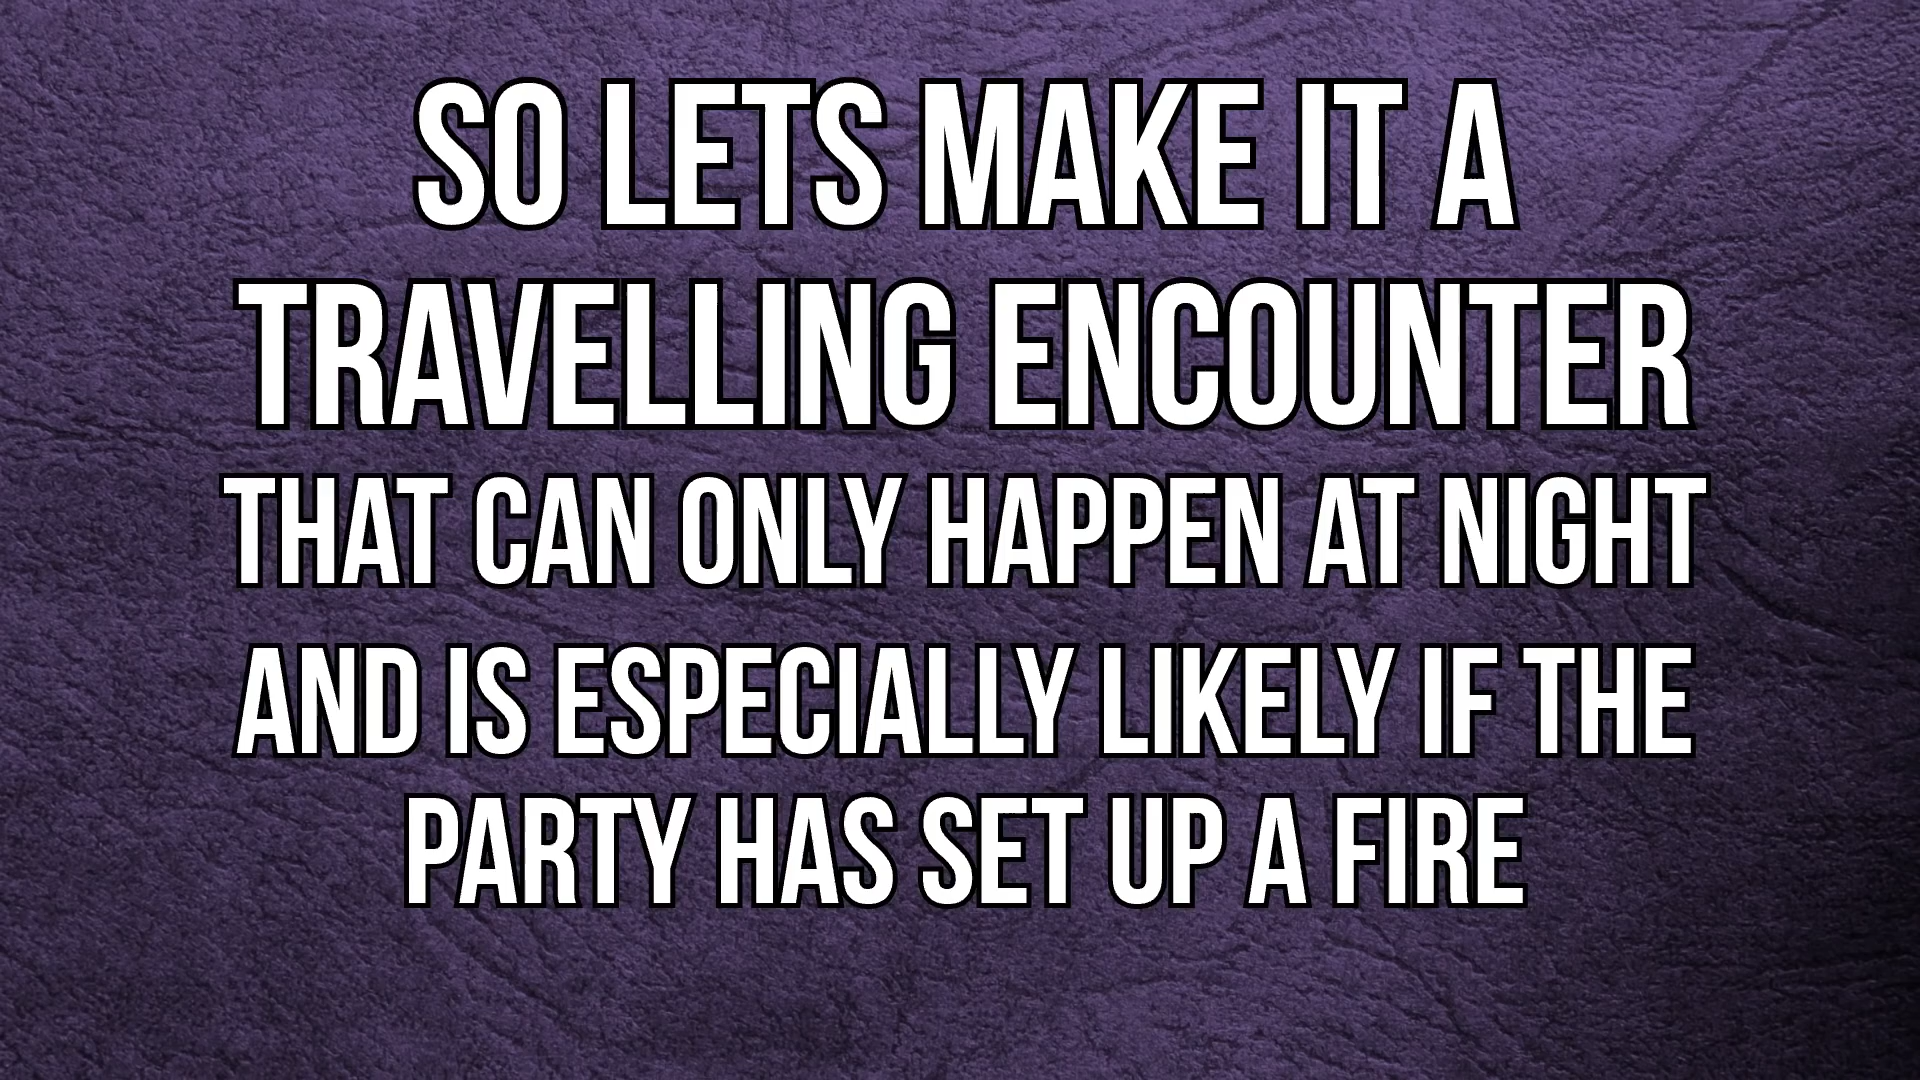 SO LETS MAKE IT A
TRAVELLING ENCOUNTER
THAT CAN ONLY HAPPEN AT NIGHT
AND IS ESPECIALLY LIKELY IF THE
PARTY HAS SET UP A FIRE